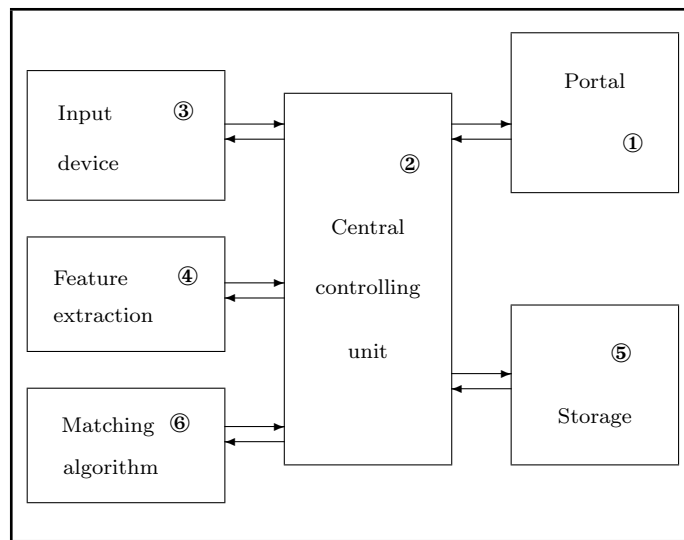 Input ③
device
Feature ④
extraction
Matching ⑥
algorithm
②
Central
controlling
unit
Portal
①
⑤
Storage